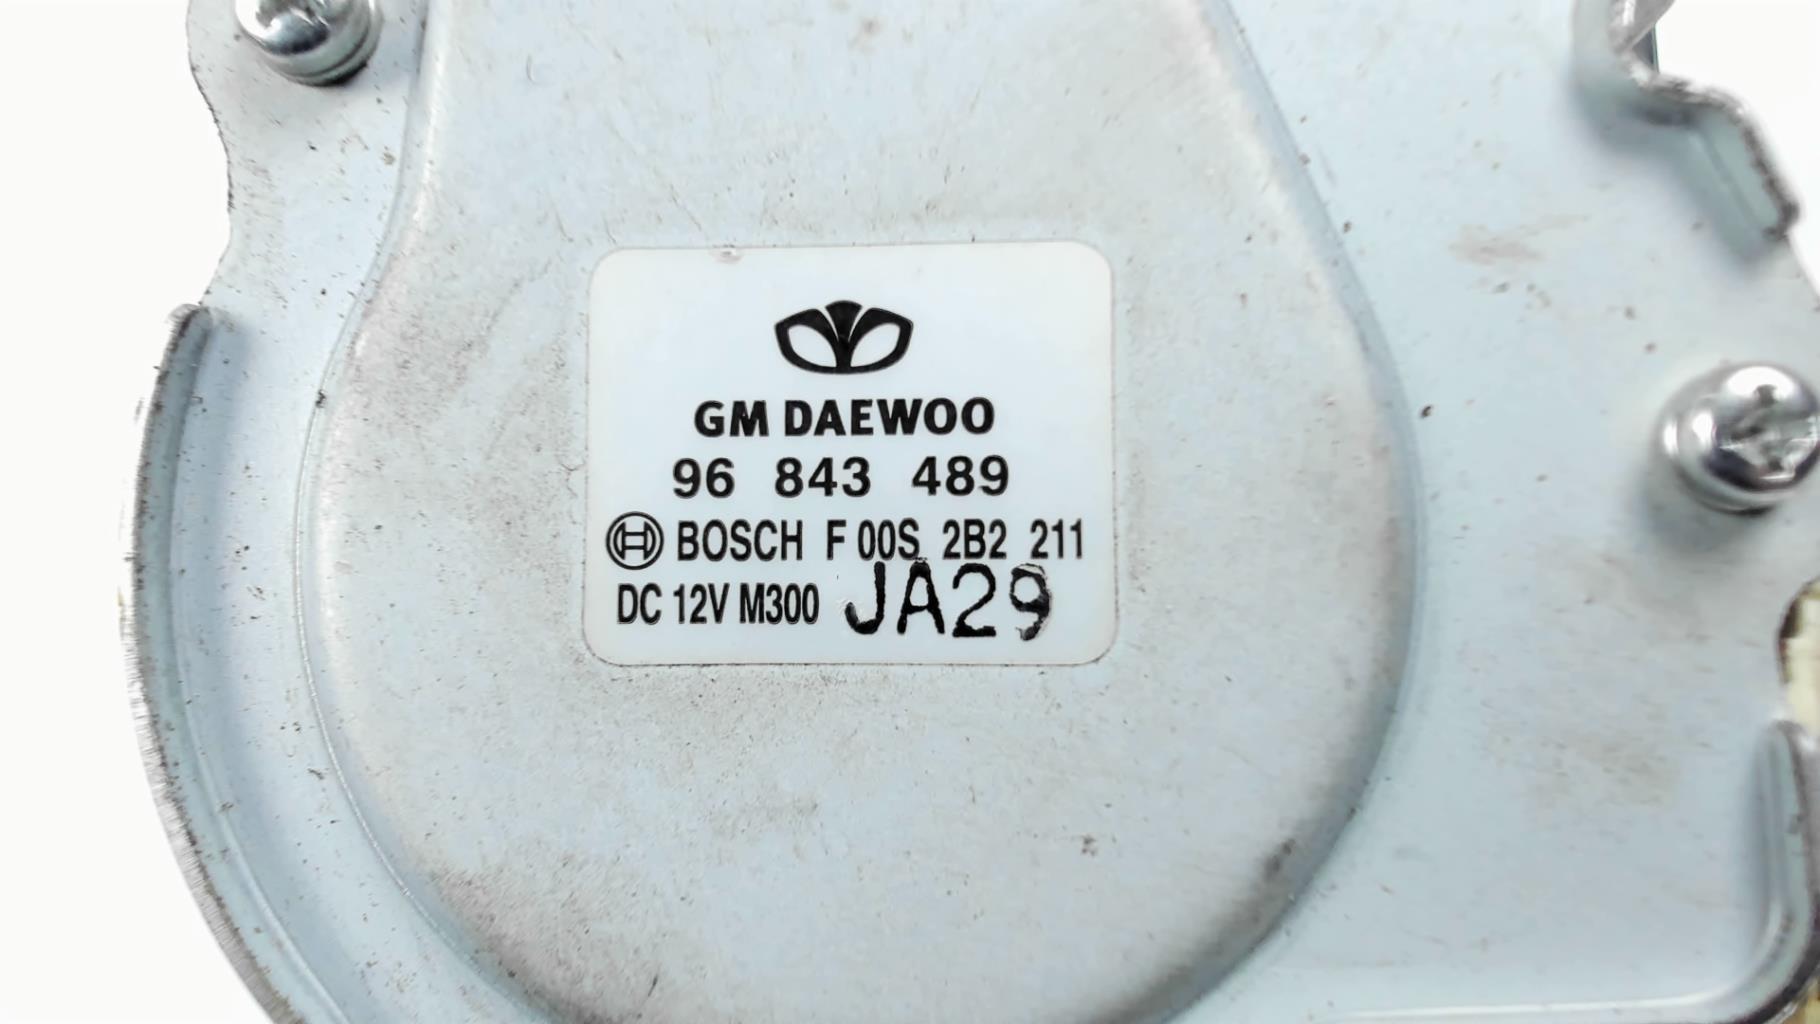 GM DAEWOO
96 843 489
BOSCH F 00S 2B2 211
DC 12V M300 JA29